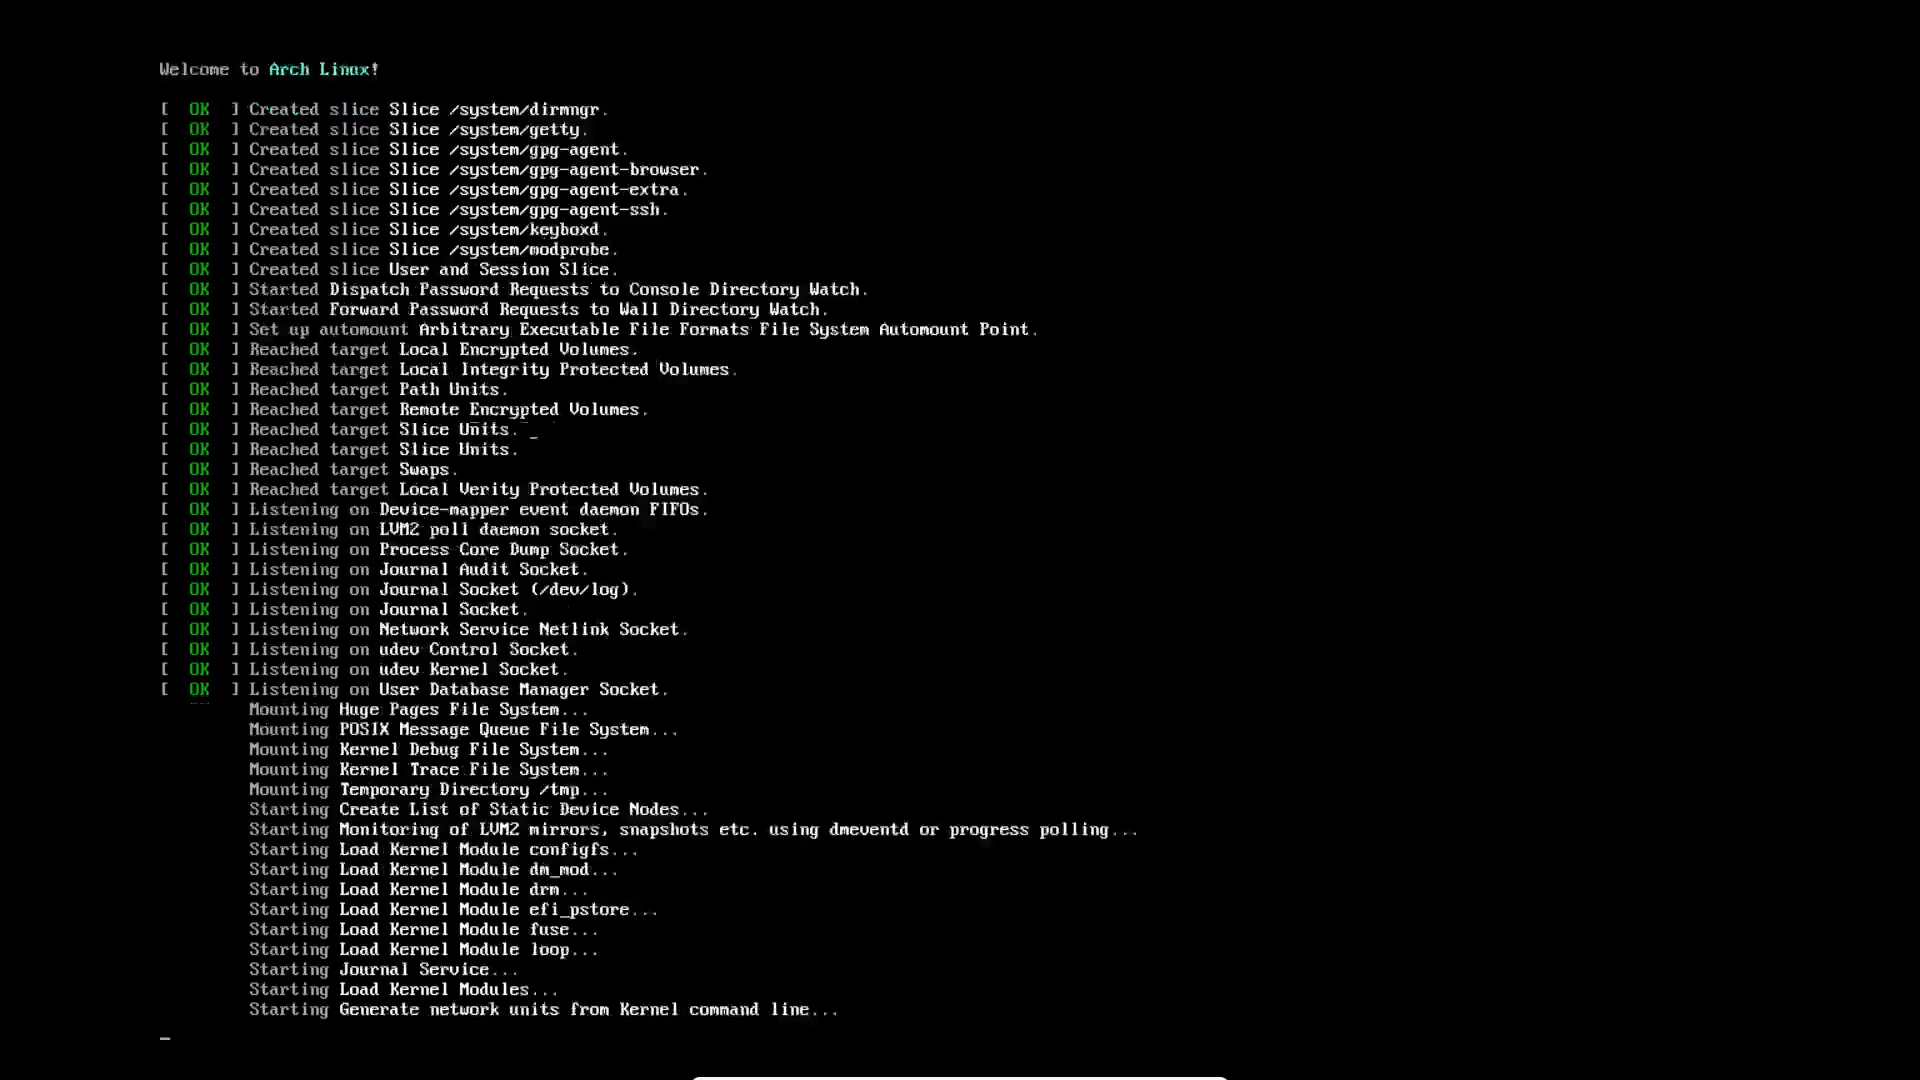 Welcome to Arch Linux!
[  OK  ] Created slice Slice /system/dirmngr.
[  OK  ] Created slice Slice /system/getty.
[  OK  ] Created slice Slice /system/gpg-agent.
[  OK  ] Created slice Slice /system/gpg-agent-browser.
[  OK  ] Created slice Slice /system/gpg-agent-extra.
[  OK  ] Created slice Slice /system/gpg-agent-ssh.
[  OK  ] Created slice Slice /system/keyboxd.
[  OK  ] Created slice Slice /system/modprobe.
[  OK  ] Created slice User and Session Slice.
[  OK  ] Started Dispatch Password Requests to Console Directory Watch.
[  OK  ] Started Forward Password Requests to Wall Directory Watch.
[  OK  ] Set up automount Arbitrary Executable File Formats File System Automount Point.
[  OK  ] Reached target Local Encrypted Volumes.
[  OK  ] Reached target Local Integrity Protected Volumes.
[  OK  ] Reached target Path Units.
[  OK  ] Reached target Remote Encrypted Volumes.
[  OK  ] Reached target Slice Units. _
[  OK  ] Reached target Slice Units.
[  OK  ] Reached target Swaps.
[  OK  ] Reached target Local Verity Protected Volumes.
[  OK  ] Listening on Device-mapper event daemon FIFOs.
[  OK  ] Listening on LVM2 poll daemon socket.
[  OK  ] Listening on Process Core Dump Socket.
[  OK  ] Listening on Journal Audit Socket.
[  OK  ] Listening on Journal Socket (/dev/log).
[  OK  ] Listening on Journal Socket.
[  OK  ] Listening on Network Service Netlink Socket.
[  OK  ] Listening on udev Control Socket.
[  OK  ] Listening on udev Kernel Socket.
[  OK  ] Listening on User Database Manager Socket.
Mounting Huge Pages File System...
Mounting POSIX Message Queue File System...
Mounting Kernel Debug File System...
Mounting Kernel Trace File System...
Mounting Temporary Directory /tmp...
Starting Create List of Static Device Nodes...
Starting Monitoring of LVM2 mirrors, snapshots etc. using dmeventd or progress polling...
Starting Load Kernel Module configfs...
Starting Load Kernel Module dm_mod...
Starting Load Kernel Module drm...
Starting Load Kernel Module efi_pstore...
Starting Load Kernel Module fuse...
Starting Load Kernel Module loop...
Starting Journal Service...
Starting Load Kernel Modules...
Starting Generate network units from Kernel command line...
_